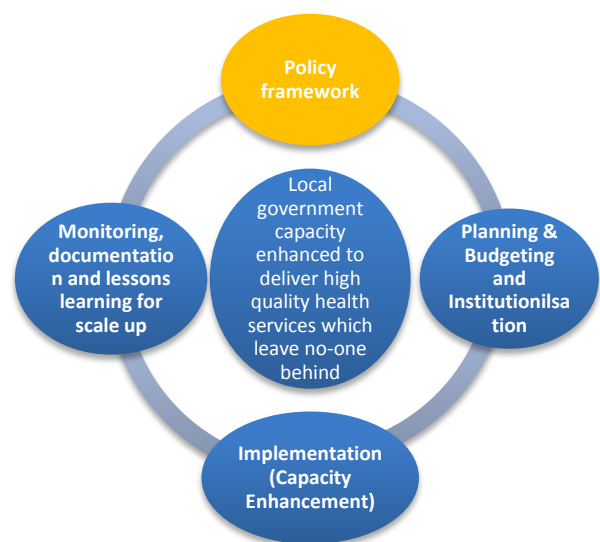 Policy
framework
Local
government
capacity
enhanced to
deliver high
quality health
services which
leave no-one
behind
Monitoring,
documentatio
n and lessons
learning for
scale up
Planning &
Budgeting
and
Institutionilsa
tion
Implementation
(Capacity
Enhancement)